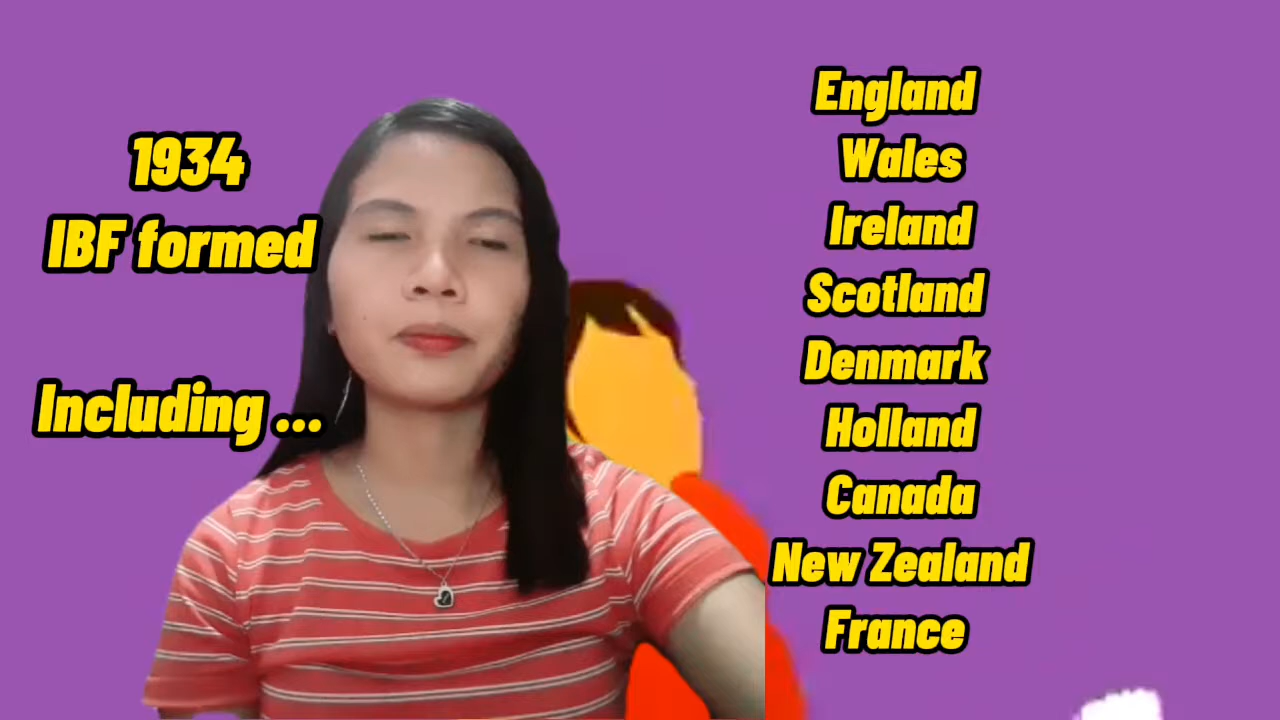 1934
IBF formed
Including ...
England
Wales
Ireland
Scotland
Denmark
Holland
Canada
New Zealand
France